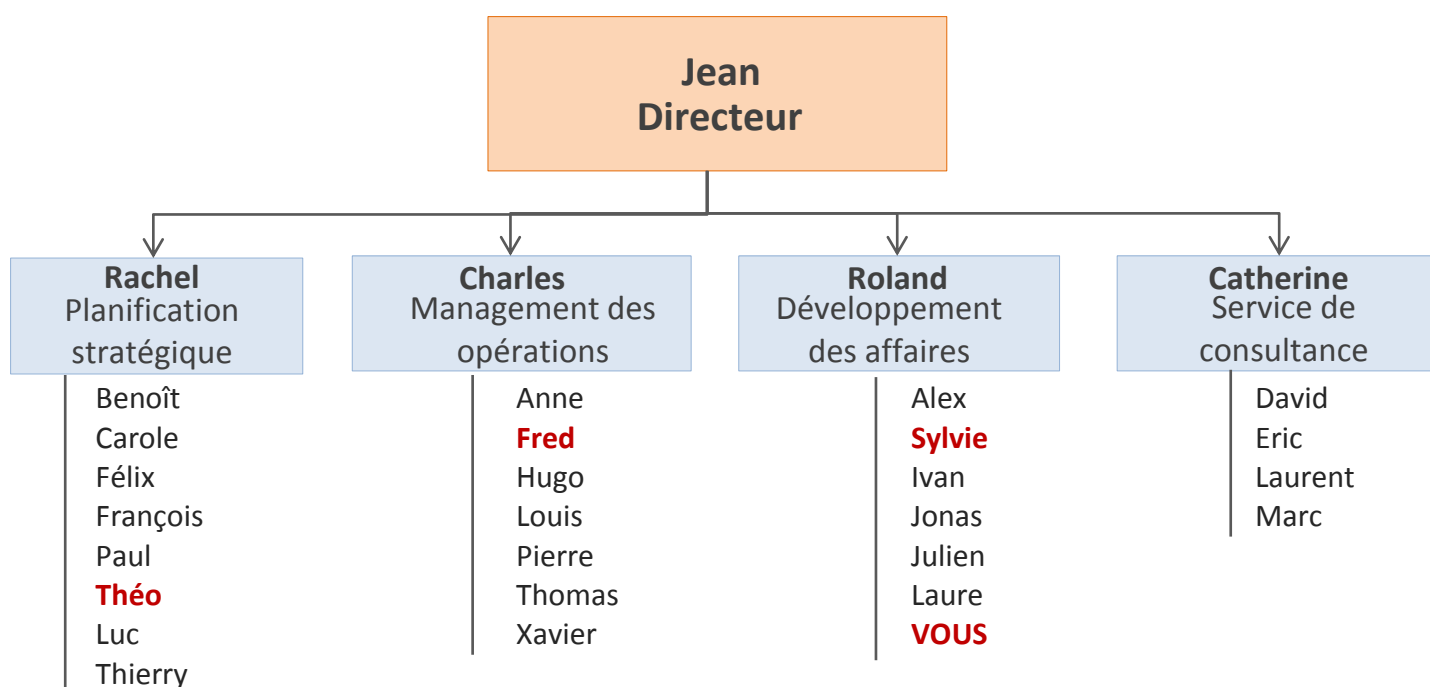 Jean
Directeur
Rachel
Planification
stratégique
Benoît
Carole
Félix
François
Paul
Théo
Luc
Thierry
Charles
Management des
opérations
Anne
Fred
Hugo
Louis
Pierre
Thomas
Xavier
Roland
Développement
des affaires
Alex
Sylvie
Ivan
Jonas
Julien
Laure
VOUS
Catherine
Service de
consultance
David
Eric
Laurent
Marc